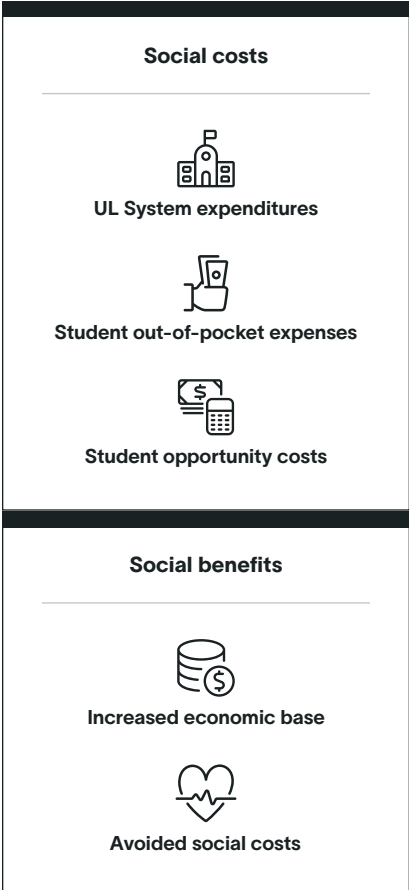 Social costs
UL System expenditures
Student out-of-pocket expenses
$
Student opportunity costs
Social benefits
$
Increased economic base
Avoided social costs